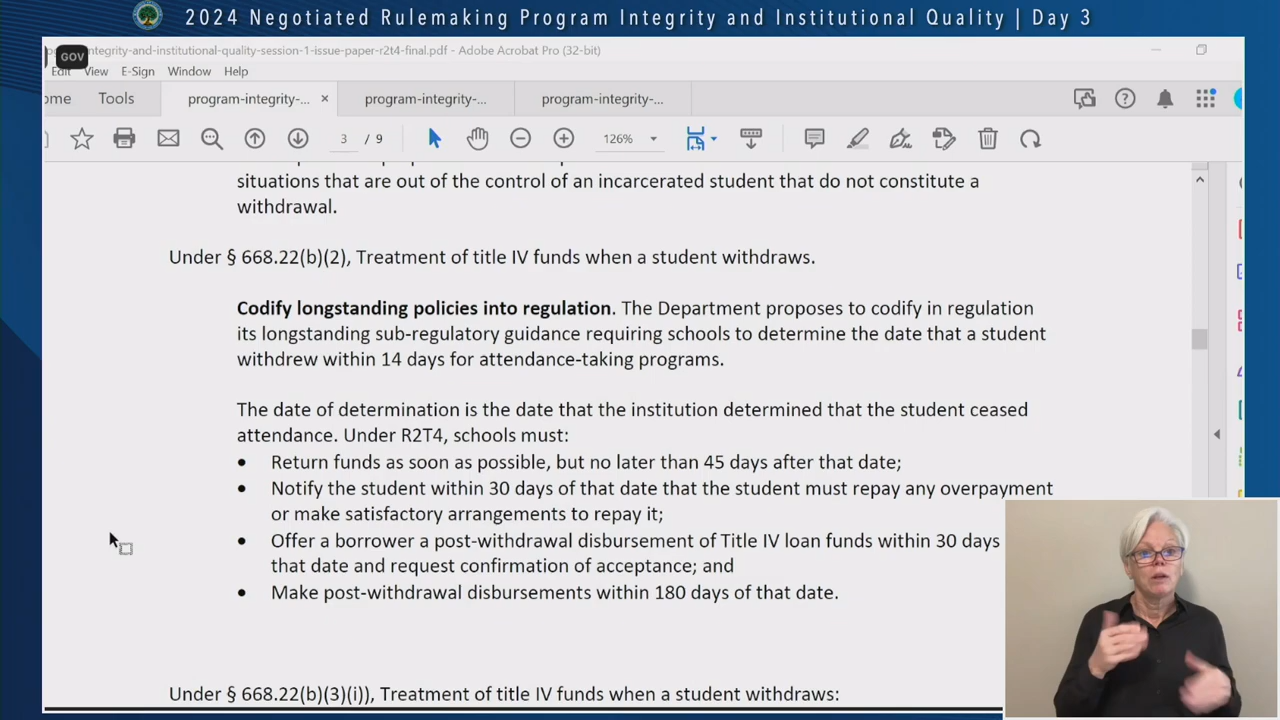 2024 Negotiated Rulemaking Program Integrity and Institutional Quality | Day 3
GOV
integrity-and-institutional-quality-session-1-issue-paper-r2t4-final.pdf - Adobe Acrobat Pro (32-bit)
Edit View E-Sign Window Help
ome Tools program-integrity-... × program-integrity-... program-integrity-...
3 / 9 126%
situations that are out of the control of an incarcerated student that do not constitute a
withdrawal.
Under § 668.22(b)(2), Treatment of title IV funds when a student withdraws.
Codify longstanding policies into regulation. The Department proposes to codify in regulation
its longstanding sub-regulatory guidance requiring schools to determine the date that a student
withdrew within 14 days for attendance-taking programs.
The date of determination is the date that the institution determined that the student ceased
attendance. Under R2T4, schools must:
• Return funds as soon as possible, but no later than 45 days after that date;
• Notify the student within 30 days of that date that the student must repay any overpayment
or make satisfactory arrangements to repay it;
• Offer a borrower a post-withdrawal disbursement of Title IV loan funds within 30 days
that date and request confirmation of acceptance; and
• Make post-withdrawal disbursements within 180 days of that date.
Under § 668.22(b)(3)(i)), Treatment of title IV funds when a student withdraws: